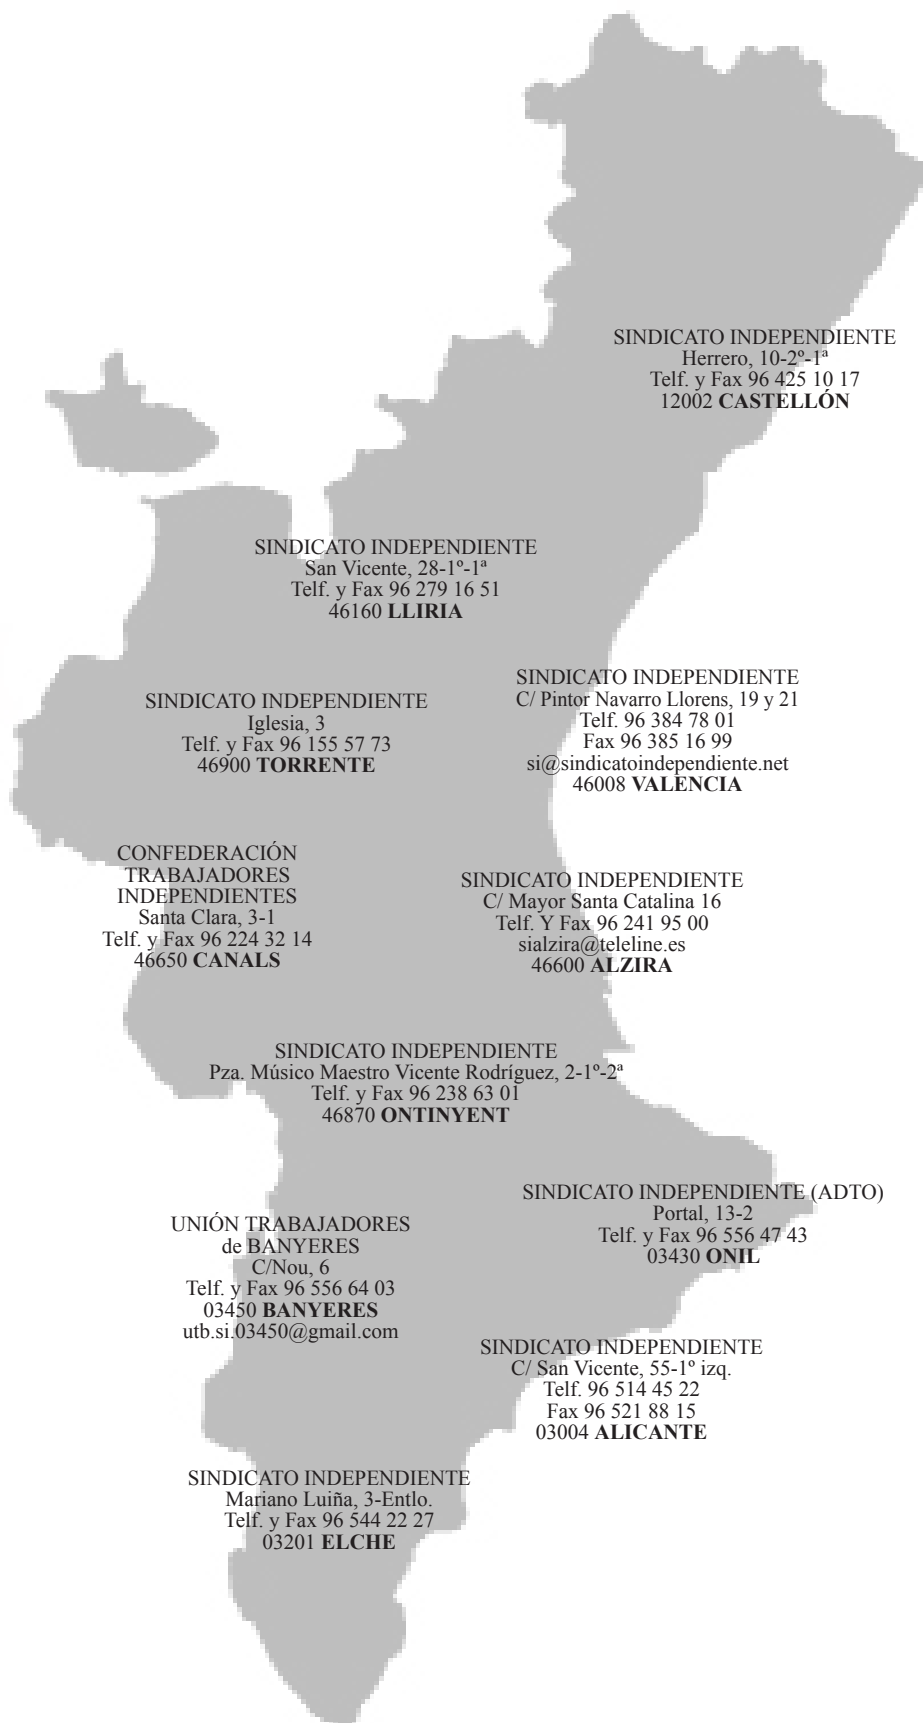 SINDICATO INDEPENDIENTE
Herrero, 10-2º-1ª
Telf. y Fax 96 425 10 17
12002 CASTELLÓN
SINDICATO INDEPENDIENTE
San Vicente, 28-1º-1ª
Telf. y Fax 96 279 16 51
46160 LLIRIA
SINDICATO INDEPENDIENTE
C/ Pintor Navarro Llorens, 19 y 21
Telf. 96 384 78 01
Fax 96 385 16 99
si@sindicatoindependiente.net
46008 VALENCIA
SINDICATO INDEPENDIENTE
Iglesia, 3
Telf. y Fax 96 155 57 73
46900 TORRENTE
CONFEDERACIÓN
TRABAJADORES
INDEPENDIENTES
Santa Clara, 3-1
Telf. y Fax 96 224 32 14
46650 CANALS
SINDICATO INDEPENDIENTE
C/ Mayor Santa Catalina 16
Telf. Y Fax 96 241 95 00
sialzira@teleline.es
46600 ALZIRA
SINDICATO INDEPENDIENTE
Pza. Músico Maestro Vicente Rodríguez, 2-1º-2ª
Telf. y Fax 96 238 63 01
46870 ONTINYENT
SINDICATO INDEPENDIENTE (ADTO)
Portal, 13-2
Telf. y Fax 96 556 47 43
03430 ONIL
UNIÓN TRABAJADORES
de BANYERES
C/Nou, 6
Telf. y Fax 96 556 64 03
03450 BANYERES
utb.si.03450@gmail.com
SINDICATO INDEPENDIENTE
C/ San Vicente, 55-1º izq.
Telf. 96 514 45 22
Fax 96 521 88 15
03004 ALICANTE
SINDICATO INDEPENDIENTE
Mariano Luiña, 3-Entlo.
Telf. y Fax 96 544 22 27
03201 ELCHE